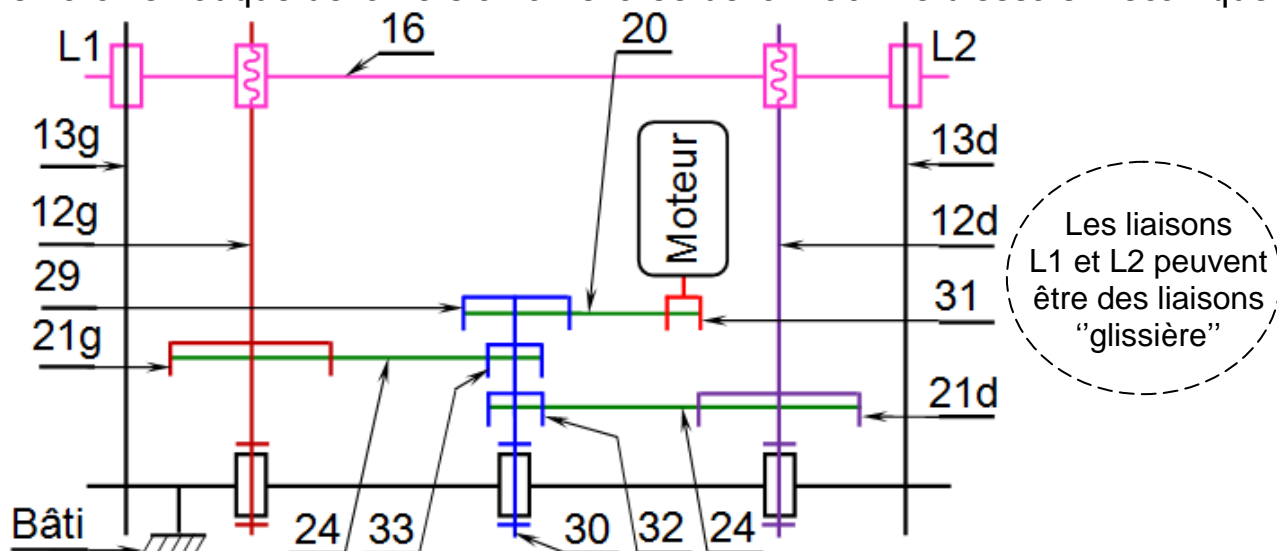 L1
16
20
L2
13g
13d
12g
Moteur
12d
29
31
21g
21d
Les liaisons
L1 et L2 peuvent
être des liaisons
‘’glissière’’
Bâti
24
33
30
32
24